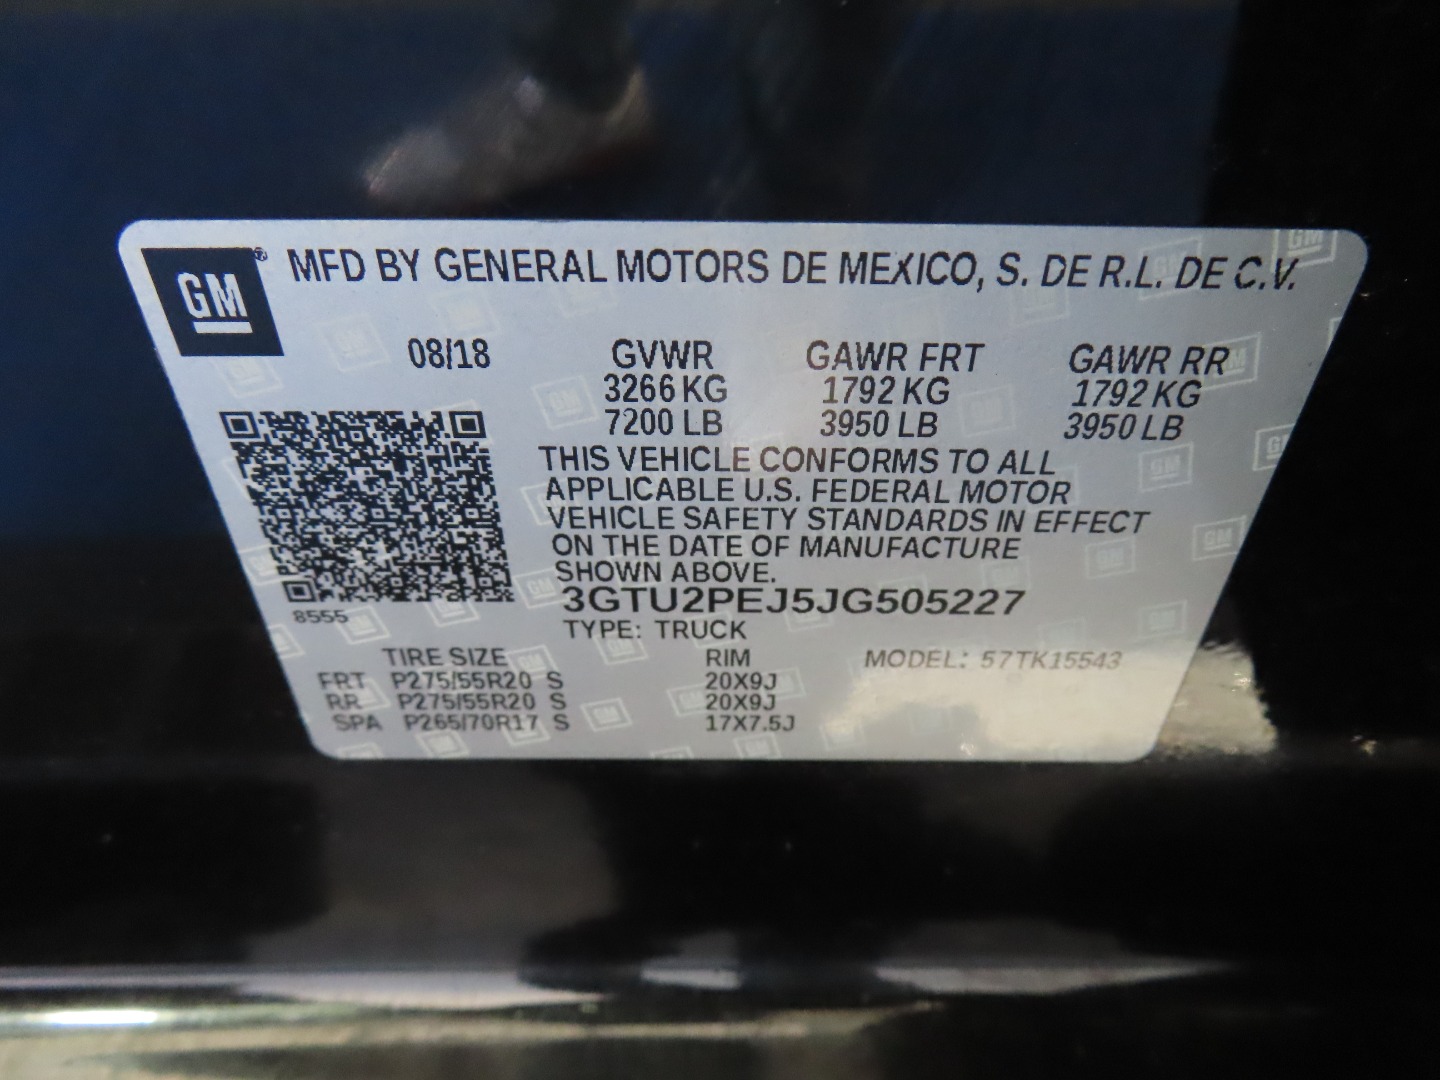 GM® MFD BY GENERAL MOTORS DE MEXICO, S. DE R.L. DE C.V.
08/18 GVWR GAWR FRT GAWR RR
3266 KG 1792 KG 1792 KG
7200 LB 3950 LB 3950 LB
THIS VEHICLE CONFORMS TO ALL
APPLICABLE U.S. FEDERAL MOTOR
VEHICLE SAFETY STANDARDS IN EFFECT
ON THE DATE OF MANUFACTURE
SHOWN ABOVE.
3GTU2PEJ5JG505227
8555
TYPE: TRUCK
TIRE SIZE RIM MODEL: 57TK15543
FRT P275/55R20 S 20X9J
RR P275/55R20 S 20X9J
SPA P265/70R17 S 17X7.5J